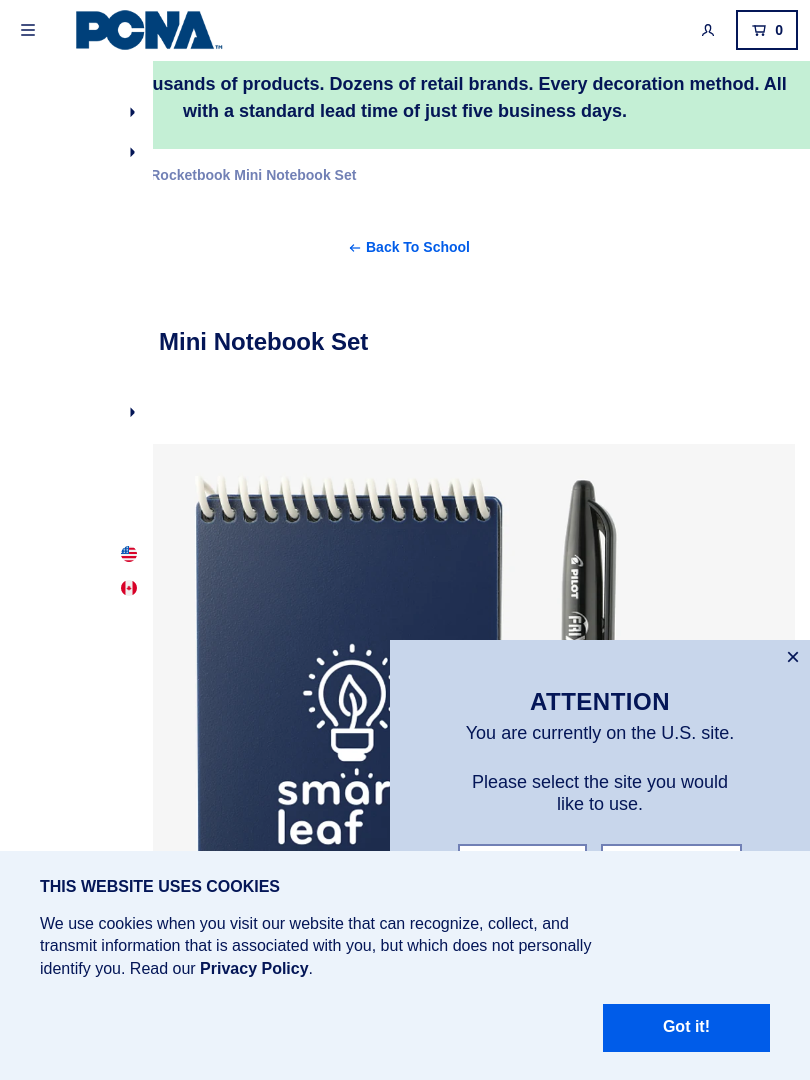 PCNA™
0
usands of products. Dozens of retail brands. Every decoration method. All
with a standard lead time of just five business days.
Rocketbook Mini Notebook Set
← Back To School
Mini Notebook Set
PILOT
smar
leaf
ATTENTION
You are currently on the U.S. site.
Please select the site you would
like to use.
THIS WEBSITE USES COOKIES
We use cookies when you visit our website that can recognize, collect, and
transmit information that is associated with you, but which does not personally
identify you. Read our Privacy Policy.
Got it!